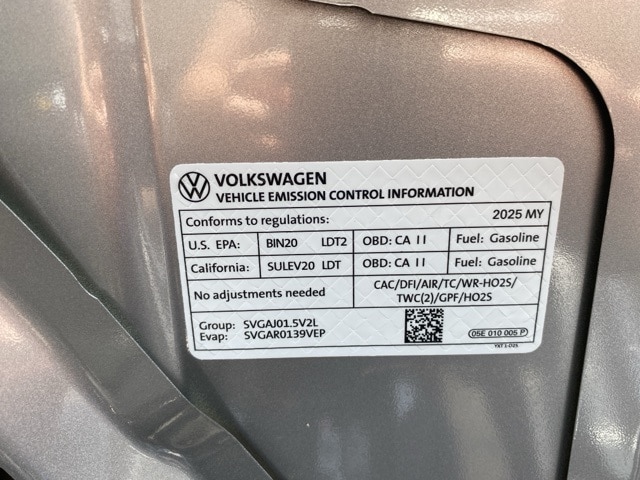 VOLKSWAGEN
VEHICLE EMISSION CONTROL INFORMATION
Conforms to regulations: 2025 MY
U.S. EPA: BIN20 LDT2 OBD: CA II Fuel: Gasoline
California: SULEV20 LDT OBD: CA II Fuel: Gasoline
No adjustments needed
CAC/DFI/AIR/TC/WR-HO2S/
TWC(2)/GPF/HO2S
Group: SVGAJ01.5V2L
Evap: SVGAR0139VEP
05E 010 005 P